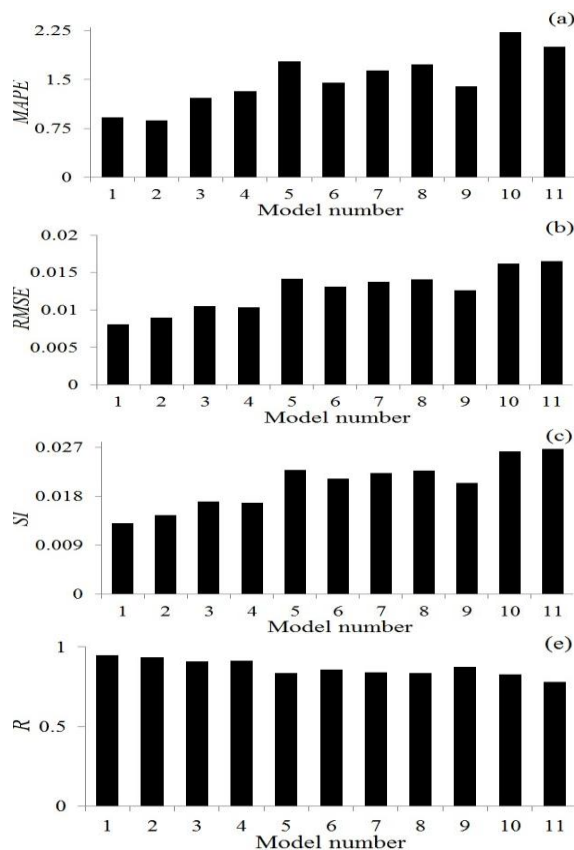 (a)
2.25
1.5
0.75
0
MAPE
1 2 3 4 5 6 7 8 9 10 11
Model number
(b)
0.02
0.015
0.01
0.005
0
RMSE
1 2 3 4 5 6 7 8 9 10 11
Model number
(c)
0.027
0.018
0.009
0
SI
1 2 3 4 5 6 7 8 9 10 11
Model number
(e)
1
0.5
0
R
1 2 3 4 5 6 7 8 9 10 11
Model number